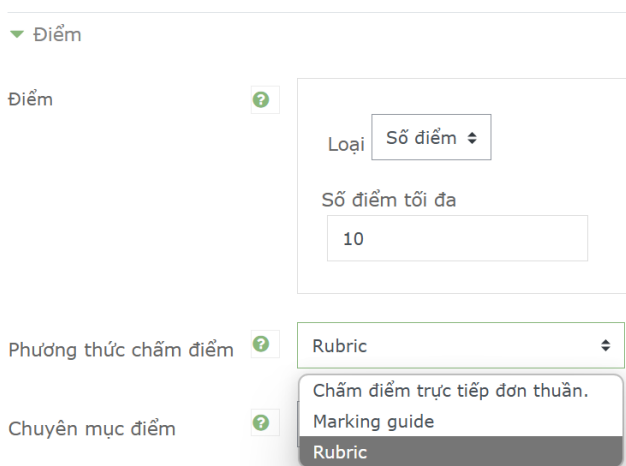 Điểm
Điểm
Loại Số điểm
Số điểm tối đa
10
Phương thức chấm điểm Rubric
Chấm điểm trực tiếp đơn thuần.
Marking guide
Chuyên mục điểm
Rubric